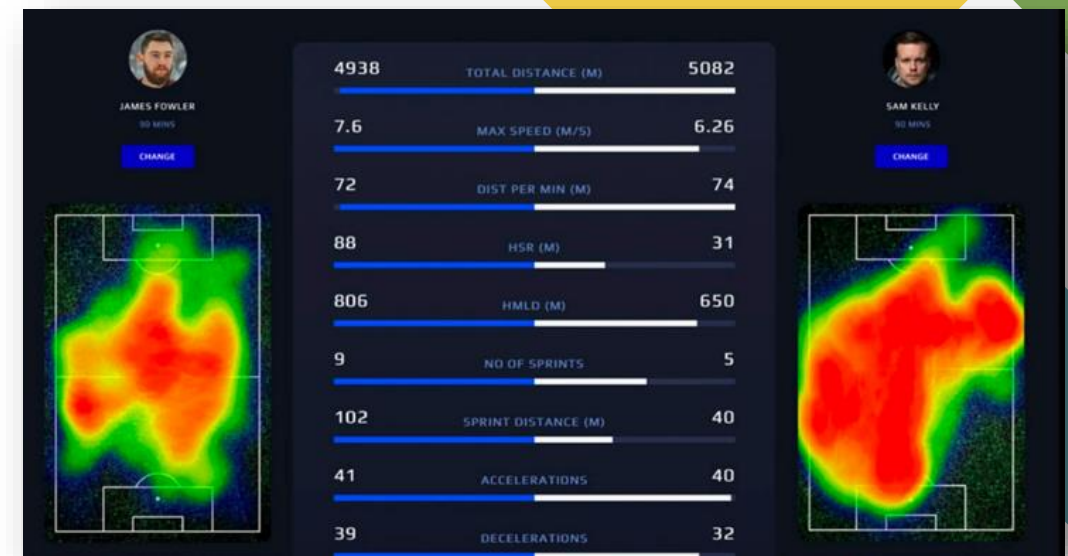 JAMES FOWLER
90 MINS
CHANGE
4938 TOTAL DISTANCE (M) 5082
7.6 MAX SPEED (M/S) 6.26
72 DIST PER MIN (M) 74
88 HSR (M) 31
806 HMLD (M) 650
9 NO OF SPRINTS 5
102 SPRINT DISTANCE (M) 40
41 ACCELERATIONS 40
39 DECELERATIONS 32
SAM KELLY
90 MINS
CHANGE